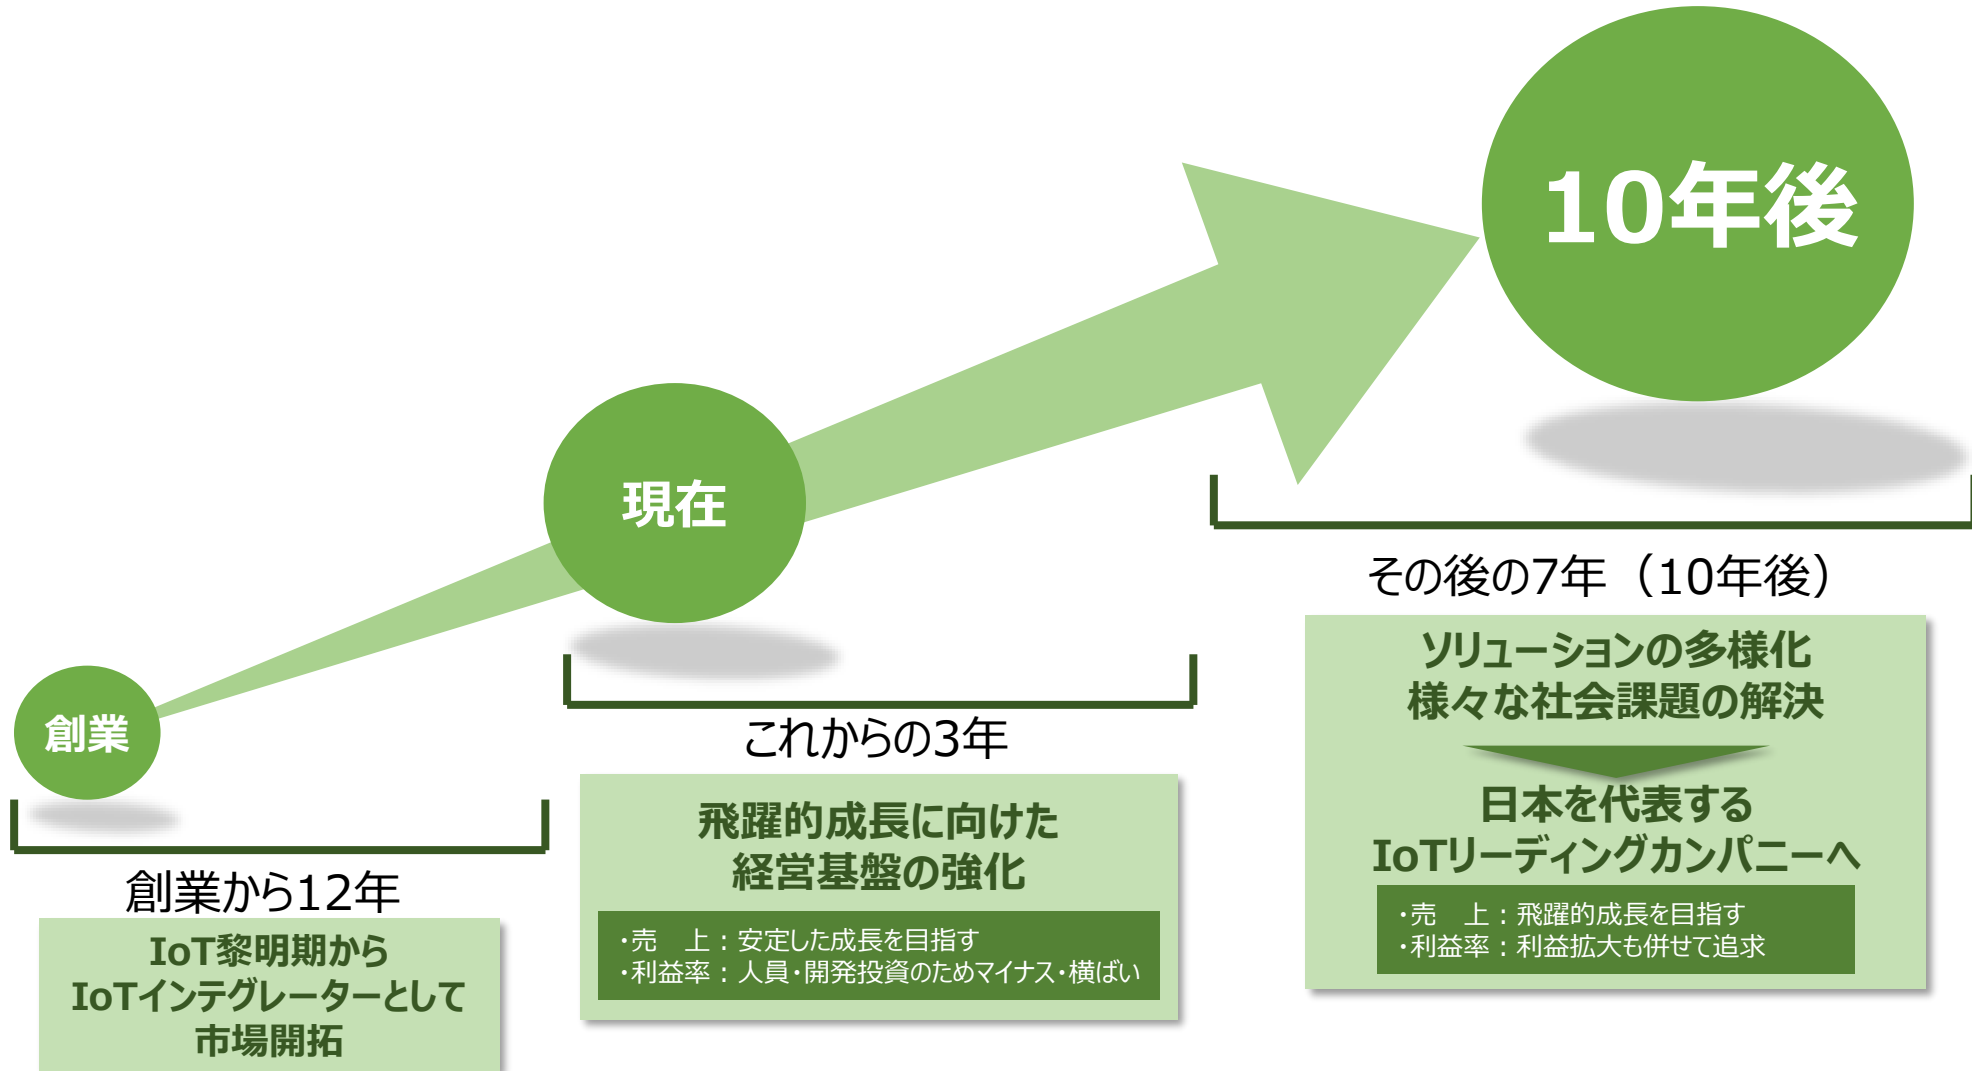 創業
創業から12年
IoT黎明期から
IoTインテグレーターとして
市場開拓
現在
これからの3年
飛躍的成長に向けた
経営基盤の強化
・売　上：安定した成長を目指す
・利益率：人員・開発投資のためマイナス・横ばい
10年後
その後の7年（10年後）
ソリューションの多様化
様々な社会課題の解決
日本を代表する
IoTリーディングカンパニーへ
・売　上：飛躍的成長を目指す
・利益率：利益拡大も併せて追求